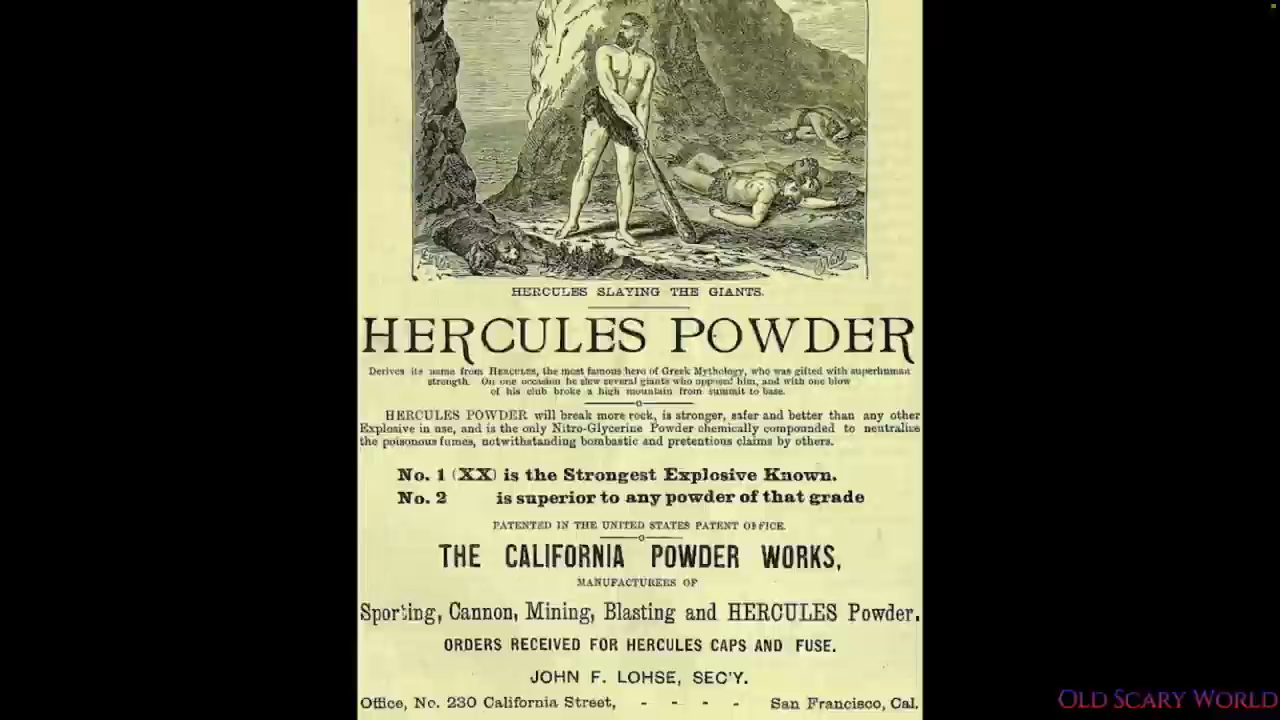 HERCULES SLAYING THE GIANTS.
HERCULES POWDER
Derives its name from HERCULES, the most famous hero of Greek Mythology, who was gifted with superhuman
strength. On one occasion he slew several giants who opposed him, and with one blow
of his club broke a high mountain from summit to base.
HERCULES POWDER will break more rock, is stronger, safer and better than any other
Explosive in use, and is the only Nitro-Glycerine Powder chemically compounded to neutralize
the poisonous fumes, notwithstanding bombastic and pretentious claims by others.
No. 1 (XX) is the Strongest Explosive Known.
No. 2 is superior to any powder of that grade
PATENTED IN THE UNITED STATES PATENT OFFICE.
THE CALIFORNIA POWDER WORKS,
MANUFACTURERS OF
Sporting, Cannon, Mining, Blasting and HERCULES Powder.
ORDERS RECEIVED FOR HERCULES CAPS AND FUSE.
JOHN F. LOHSE, SEC'Y.
Office, No. 230 California Street, - - - - San Francisco, Cal.
OLD SCARY WORLD